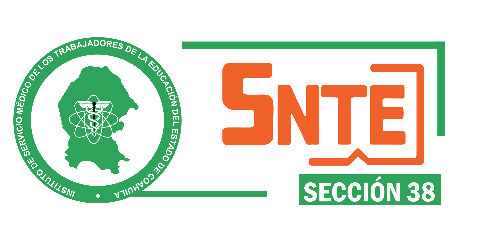 INSTITUTO DE SERVICIO MÉDICO DE LOS TRABAJADORES DE LA EDUCACIÓN DEL ESTADO DE COAHUILA
SNTE
SECCIÓN 38